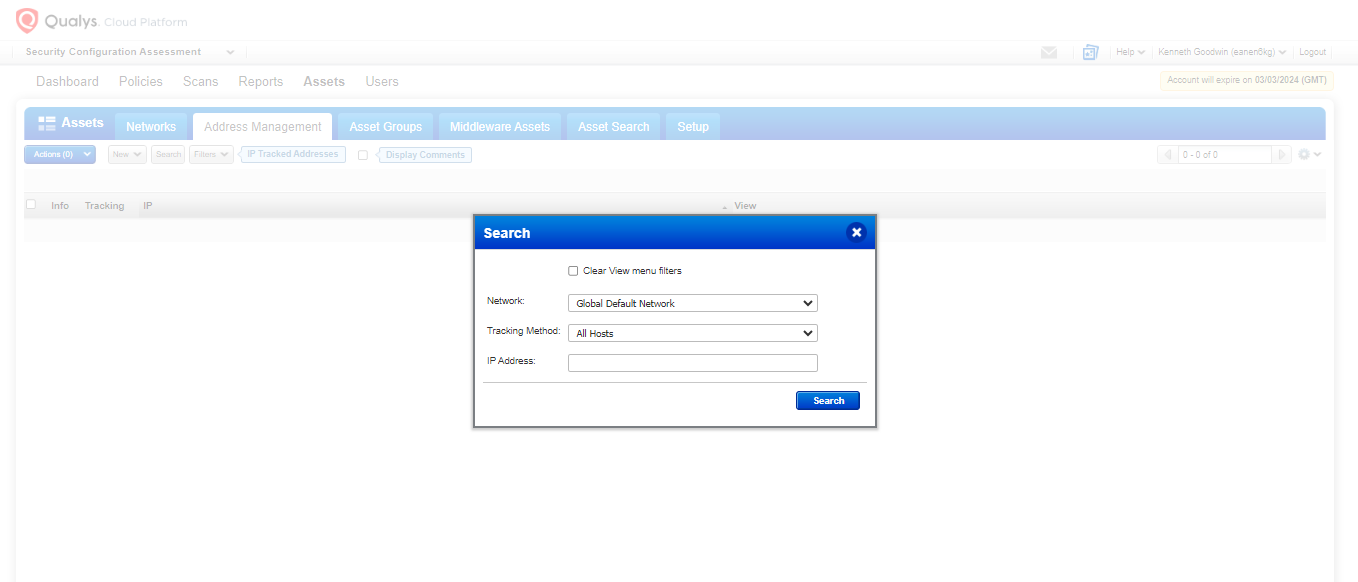 Qualys. Cloud Platform
Security Configuration Assessment
Help Kenneth Goodwin (eanen5kg) Logout
Dashboard Policies Scans Reports Assets Users
Account will expire on 03/03/2024 (GMT)
Assets Networks Address Management Asset Groups Middleware Assets Asset Search Setup
Actions (0) New Search Filters IP Tracked Addresses Display Comments 0 - 0 of 0
Info Tracking IP View
Search
Clear View menu filters
Network: Global Default Network
Tracking Method: All Hosts
IP Address:
Search